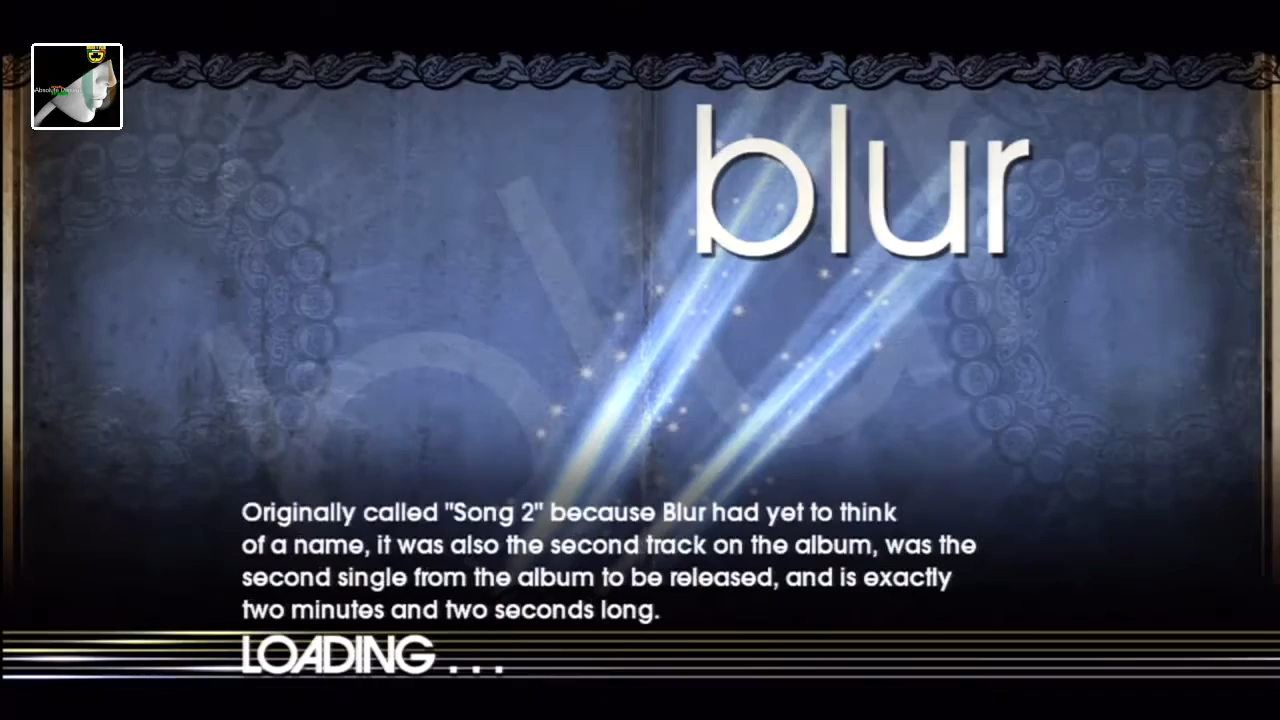 blur
Originally called "Song 2" because Blur had yet to think
of a name, it was also the second track on the album, was the
second single from the album to be released, and is exactly
two minutes and two seconds long.
LOADING . . .